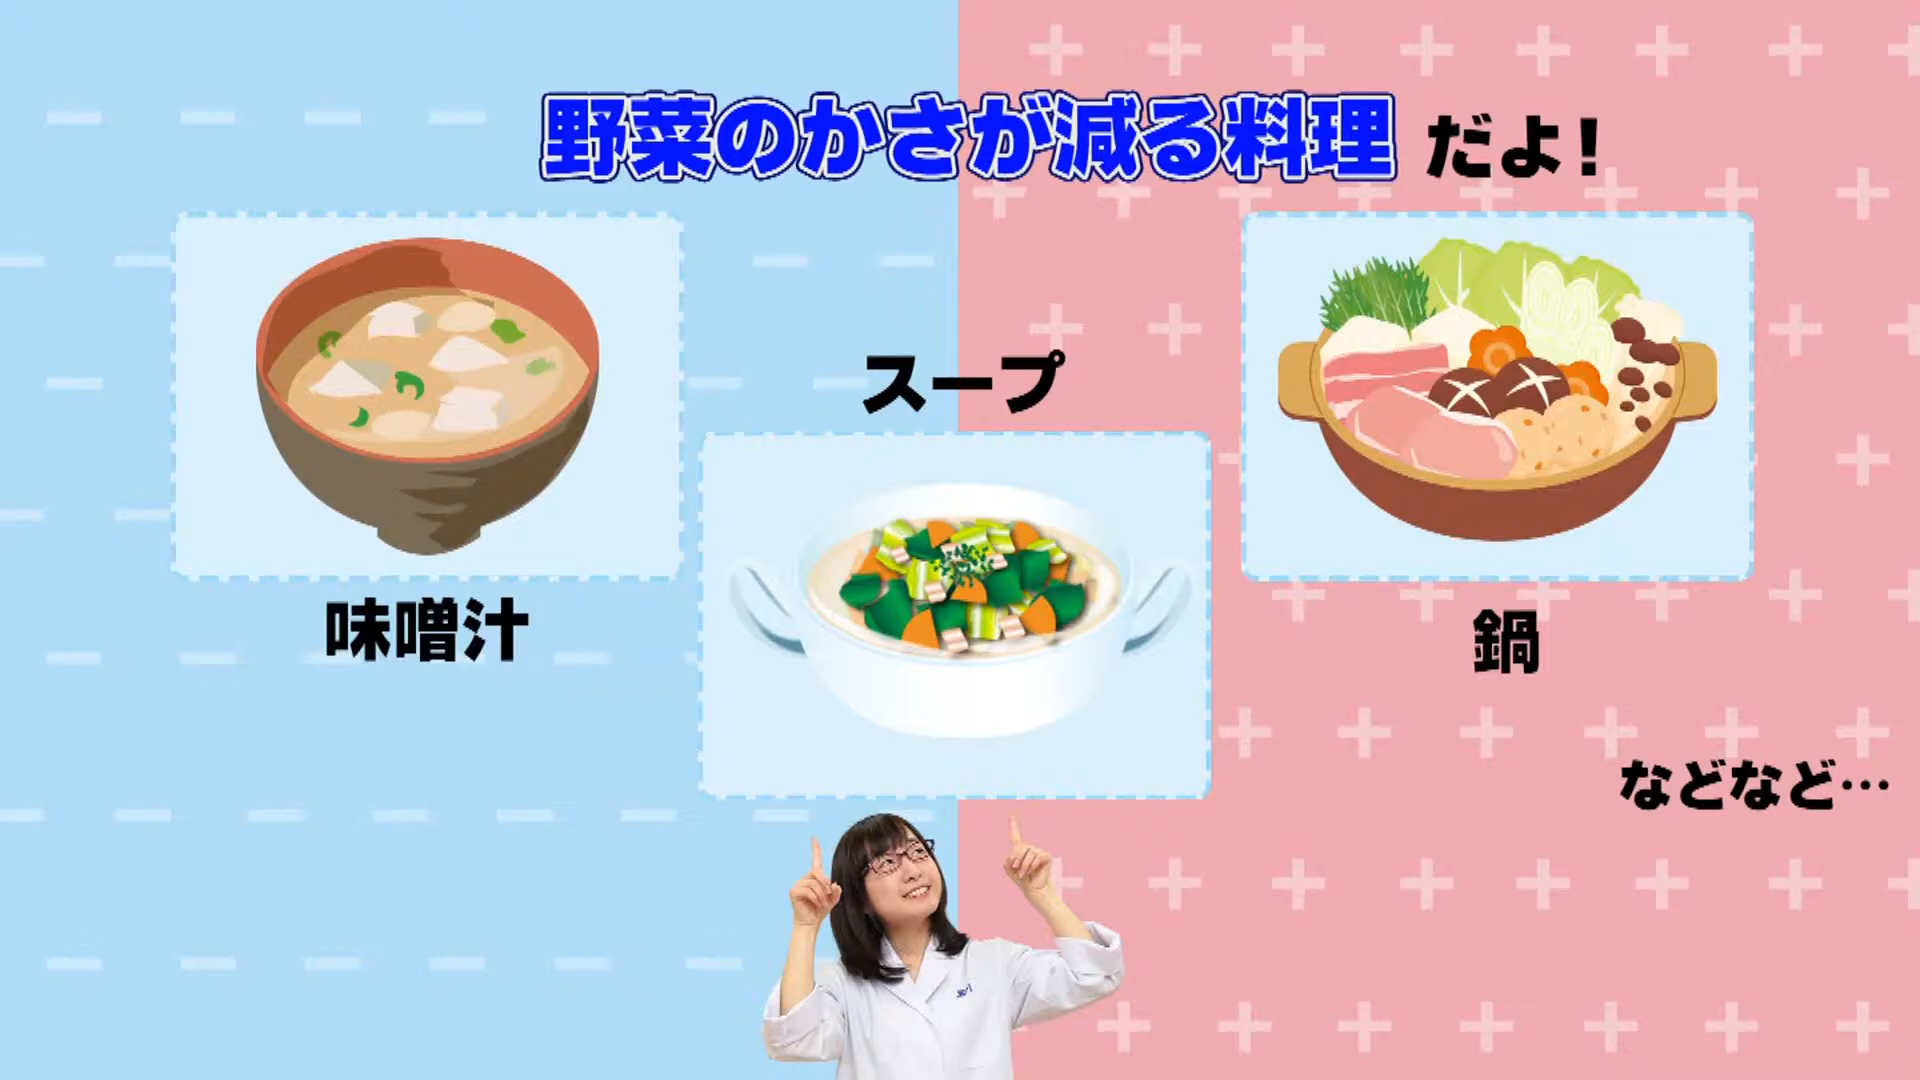 野菜のかさが減る料理 だよ!
スープ
味噌汁
鍋
などなど…